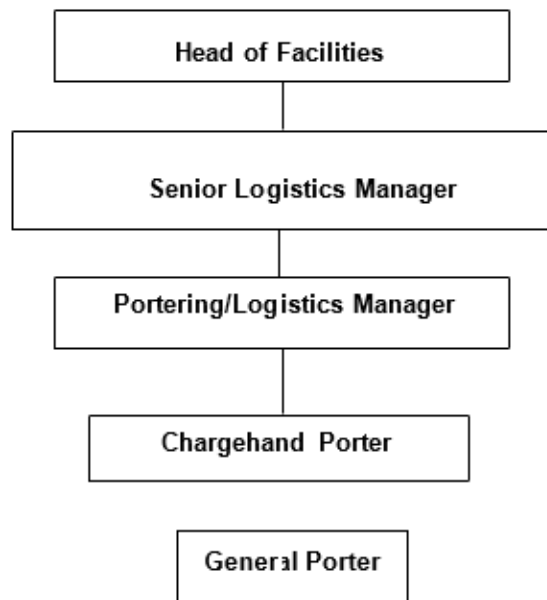 Head of Facilities
Senior Logistics Manager
Portering/Logistics Manager
Chargehand Porter
General Porter